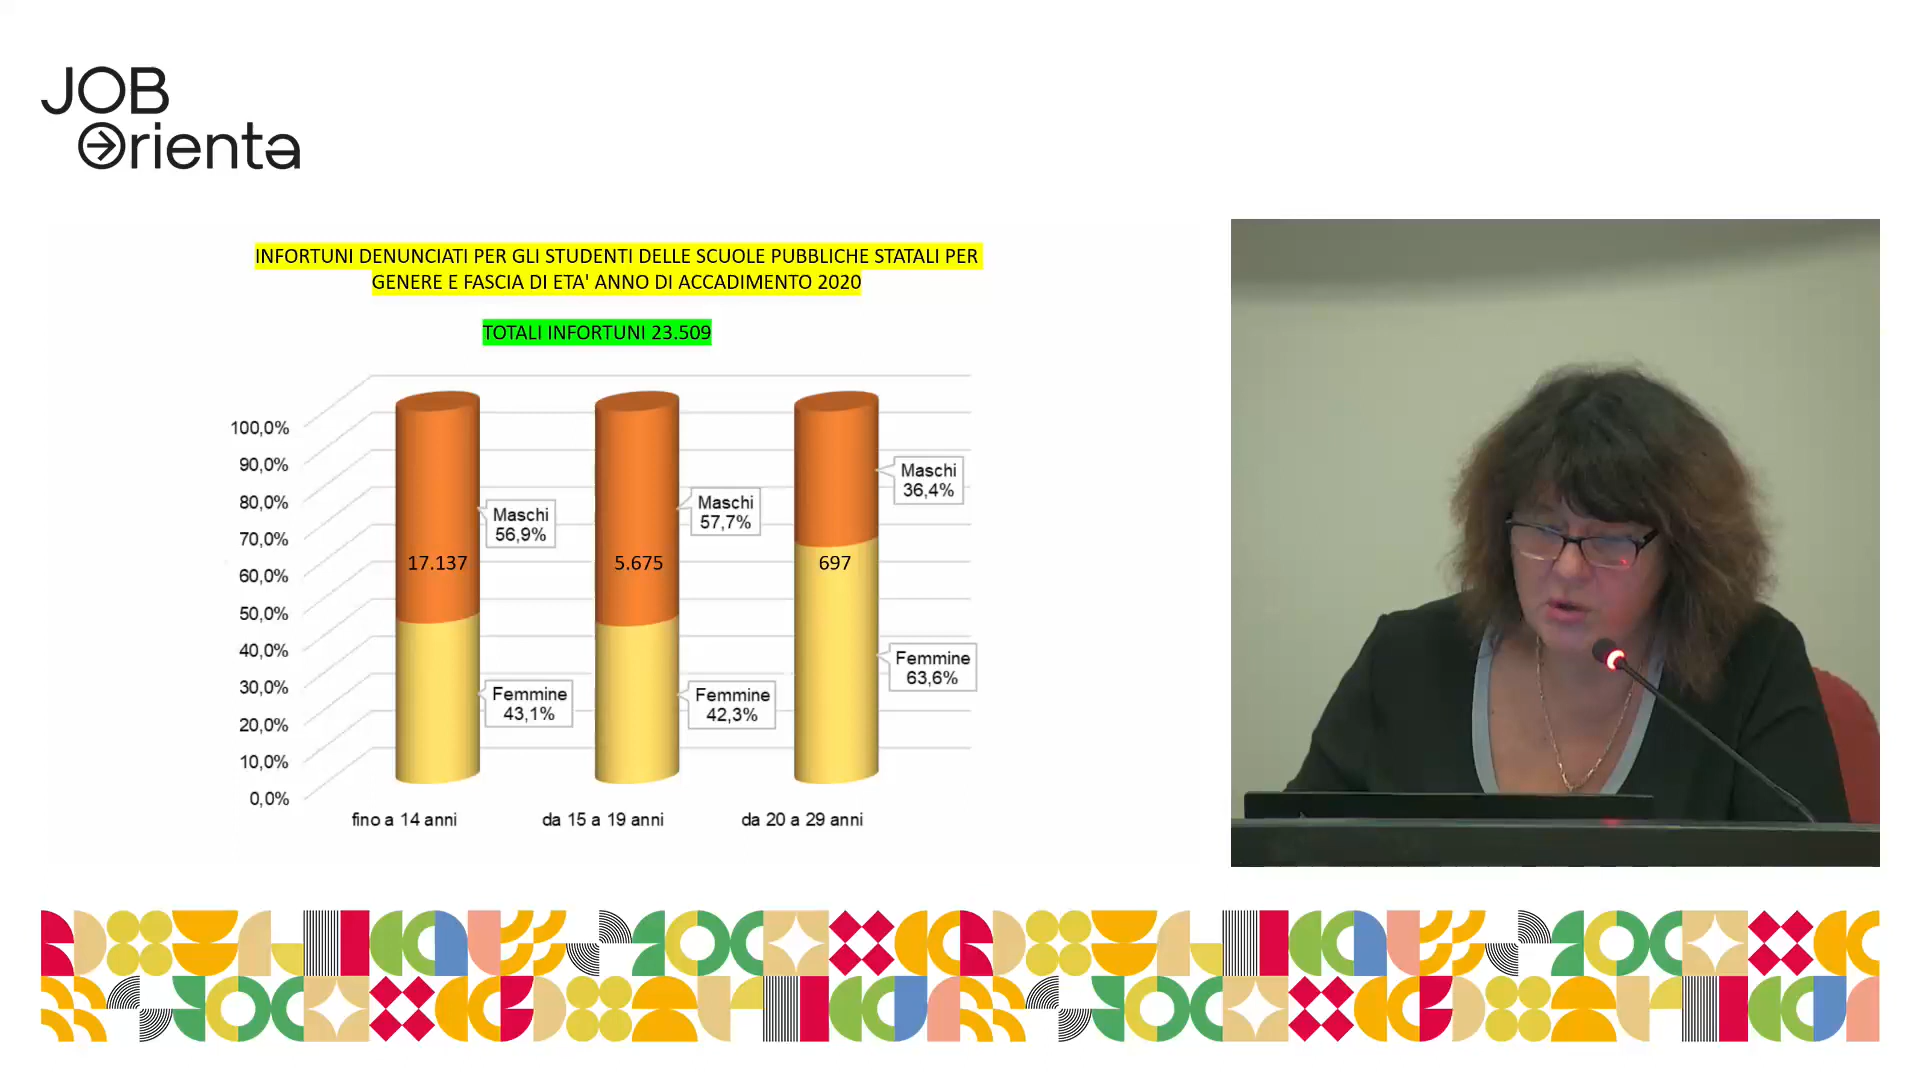 JOB
Orienta
INFORTUNI DENUNCIATI PER GLI STUDENTI DELLE SCUOLE PUBBLICHE STATALI PER
GENERE E FASCIA DI ETA' ANNO DI ACCADIMENTO 2020
TOTALI INFORTUNI 23.509
100,0%
90,0%
80,0%
70,0%
60,0%
50,0%
40,0%
30,0%
20,0%
10,0%
0,0%
Maschi
56,9%
17.137
Femmine
43,1%
Maschi
57,7%
5.675
Femmine
42,3%
Maschi
36,4%
697
Femmine
63,6%
fino a 14 anni
da 15 a 19 anni
da 20 a 29 anni